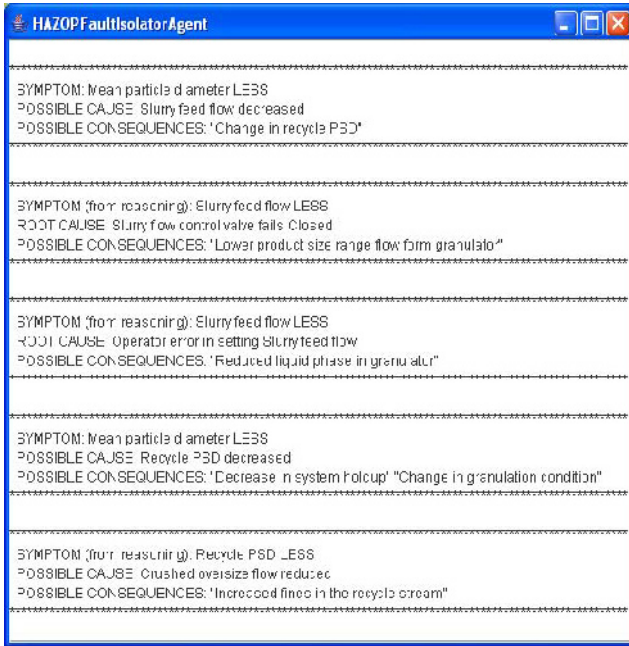 HAZOPFaultIsolatorAgent
SYMPTOM: Mean particle diameter LESS
POSSIBLE CAUSE: Slurry feed flow decreased
POSSIBLE CONSEQUENCES: "Change in recycle PSD"
SYMPTOM (from reasoning): Slurry feed flow LESS
ROOT CAUSE: Slurry flow control valve fails Closed
POSSIBLE CONSEQUENCES: "Lower product size range flow form granulator"
SYMPTOM (from reasoning): Slurry feed flow LESS
ROOT CAUSE: Operator error in setting Slurry feed flow
POSSIBLE CONSEQUENCES: "Reduced liquid phase in granulator"
SYMPTOM: Mean particle diameter LESS
POSSIBLE CAUSE: Recycle PSD decreased
POSSIBLE CONSEQUENCES: "Decrease in system holdup" "Change in granulation condition"
SYMPTOM (from reasoning): Recycle PSD LESS
POSSIBLE CAUSE: Crushed oversize flow reduced
POSSIBLE CONSEQUENCES: "Increased fines in the recycle stream"